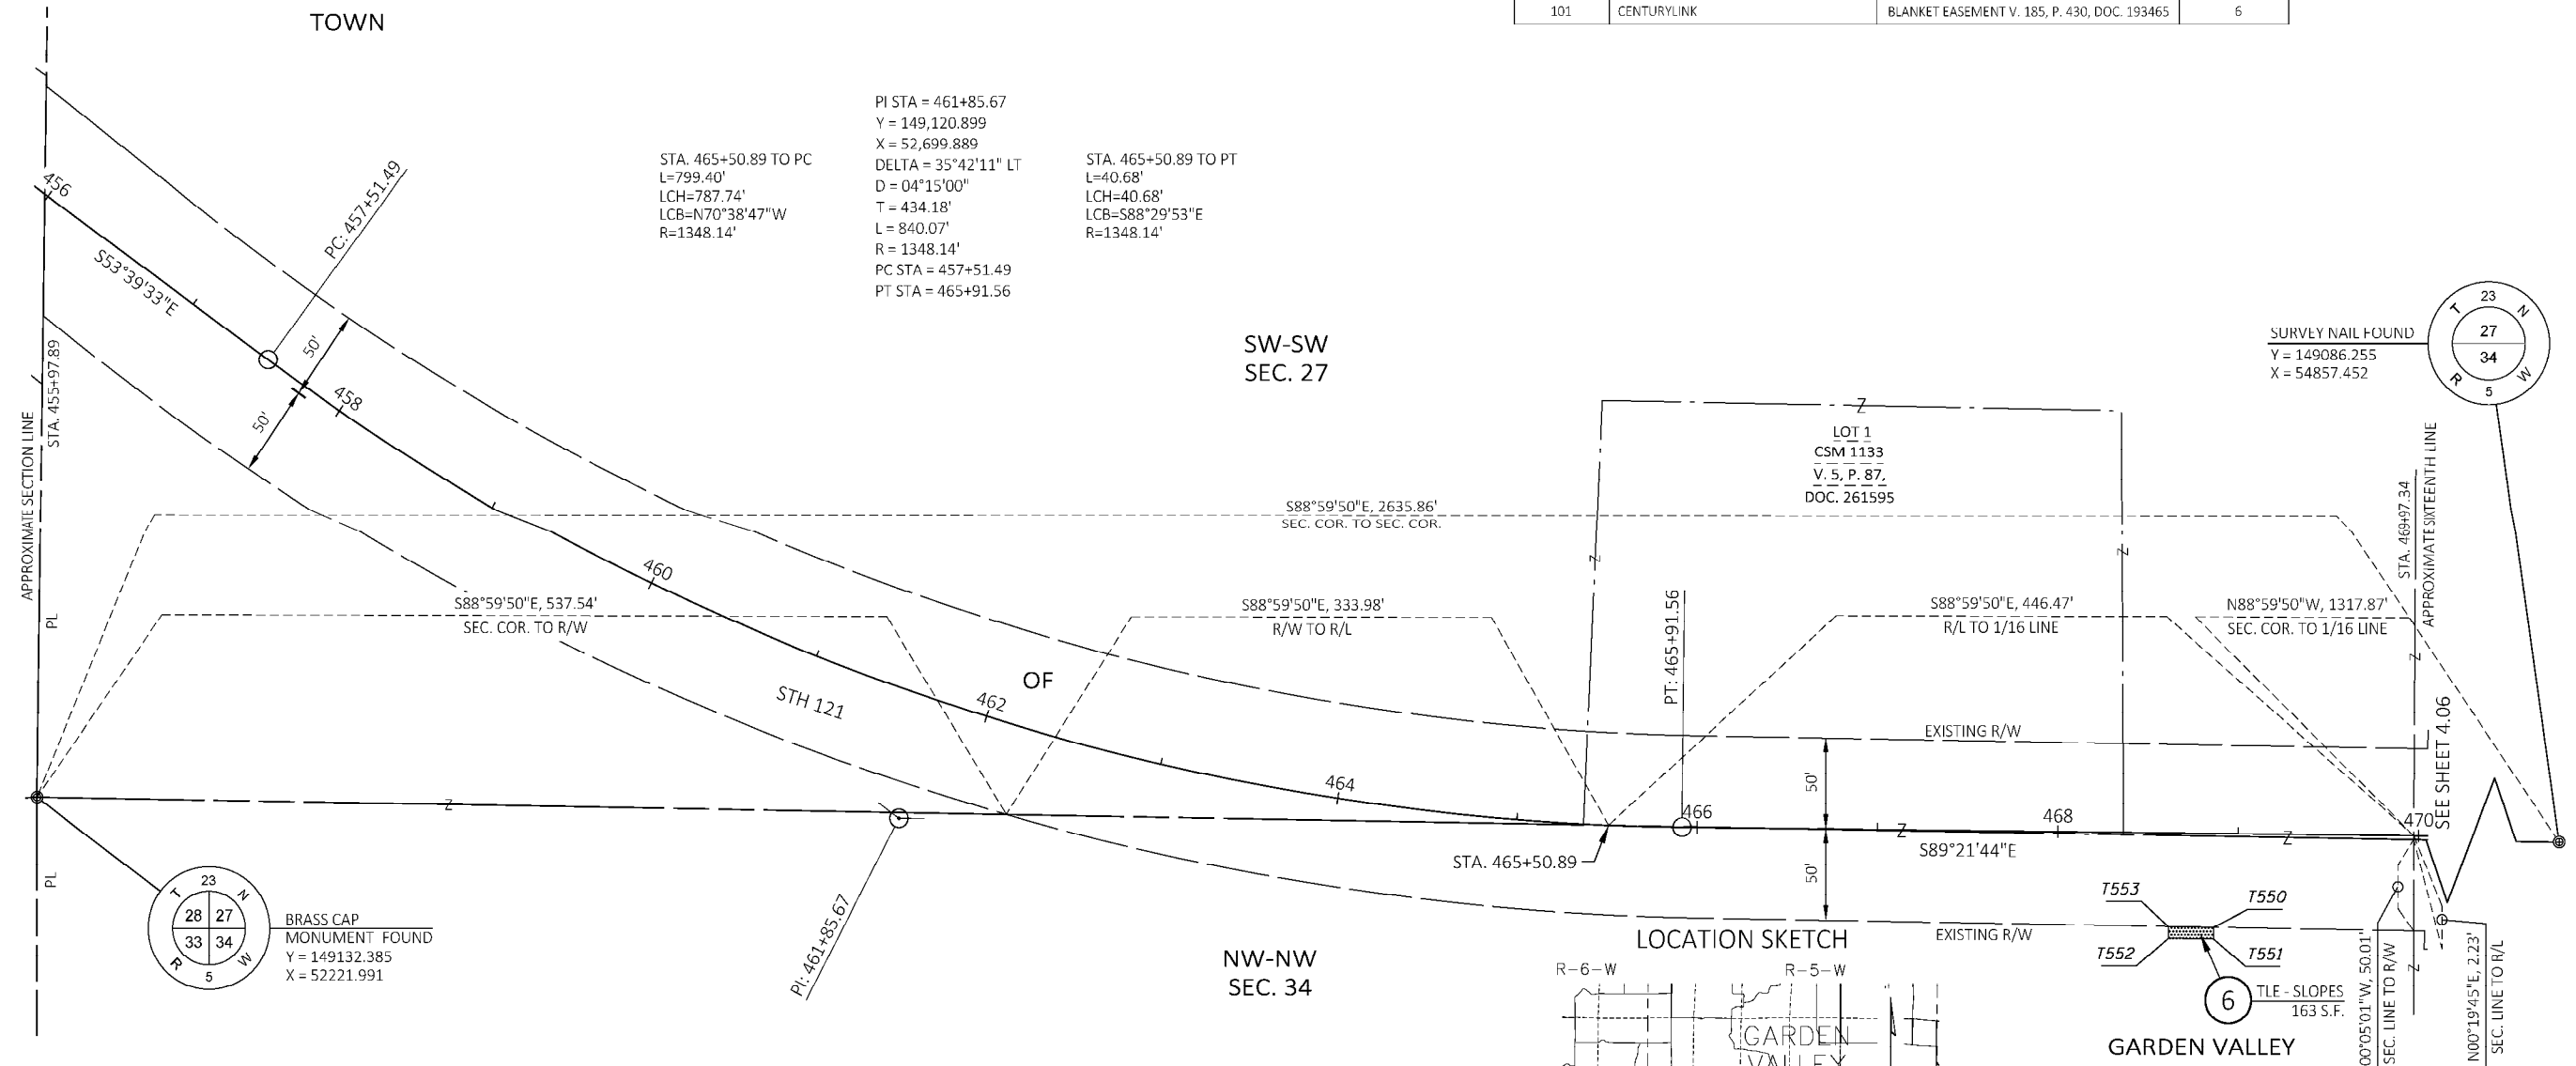 101 CENTURYLINK BLANKET EASEMENT V. 185, P. 430, DOC. 193465 6
TOWN
PI STA = 461+85.67
Y = 149,120.899
X = 52,699.889
DELTA = 35°42'11" LT
D = 04°15'00"
T = 434.18'
L = 840.07'
R = 1348.14'
PC STA = 457+51.49
PT STA = 465+91.56
STA. 465+50.89 TO PC
L=799.40'
LCH=787.74'
LCB=N70°38'47"W
R=1348.14'
STA. 465+50.89 TO PT
L=40.68'
LCH=40.68'
LCB=S88°29'53"E
R=1348.14'
456
S53°39'33"E
PC: 457+51.49
50'
50'
458
STA. 455+97.89
APPROXIMATE SECTION LINE
PL
PL
SW-SW
SEC. 27
SURVEY NAIL FOUND
Y = 149086.255
X = 54857.452
T 23 N
27
34
R 5 W
Z
LOT 1
CSM 1133
V. 5, P. 87,
DOC. 261595
Z
Z
S88°59'50"E, 2635.86'
SEC. COR. TO SEC. COR.
STA. 469+97.34
APPROXIMATE SIXTEENTH LINE
Z
460
S88°59'50"E, 537.54'
SEC. COR. TO R/W
S88°59'50"E, 333.98'
R/W TO R/L
S88°59'50"E, 446.47'
R/L TO 1/16 LINE
N88°59'50"W, 1317.87'
SEC. COR. TO 1/16 LINE
PT: 465+91.56
OF
STH 121
462
464
EXISTING R/W
50'
50'
Z
466
Z
468
Z
470
SEE SHEET 4.06
STA. 465+50.89
S89°21'44"E
PI: 461+85.67
T 23 N
28 27
33 34
R 5 W
BRASS CAP
MONUMENT FOUND
Y = 149132.385
X = 52221.991
NW-NW
SEC. 34
LOCATION SKETCH
EXISTING R/W
R-6-W
R-5-W
GARDEN
VALLEY
T553
T550
T552
T551
6
TLE - SLOPES
163 S.F.
GARDEN VALLEY
00°05'01"W, 50.01'
SEC. LINE TO R/W
Z
N00°19'45"E, 2.23'
SEC. LINE TO R/L